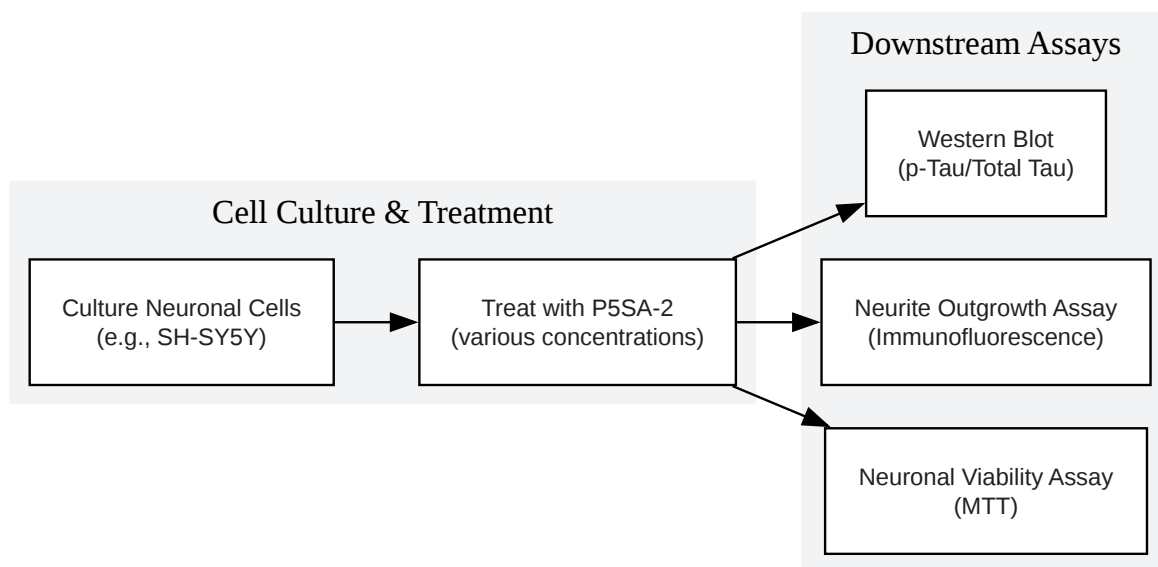 Cell Culture & Treatment
Culture Neuronal Cells
(e.g., SH-SY5Y)
Treat with P5SA-2
(various concentrations)
Downstream Assays
Western Blot
(p-Tau/Total Tau)
Neurite Outgrowth Assay
(Immunofluorescence)
Neuronal Viability Assay
(MTT)